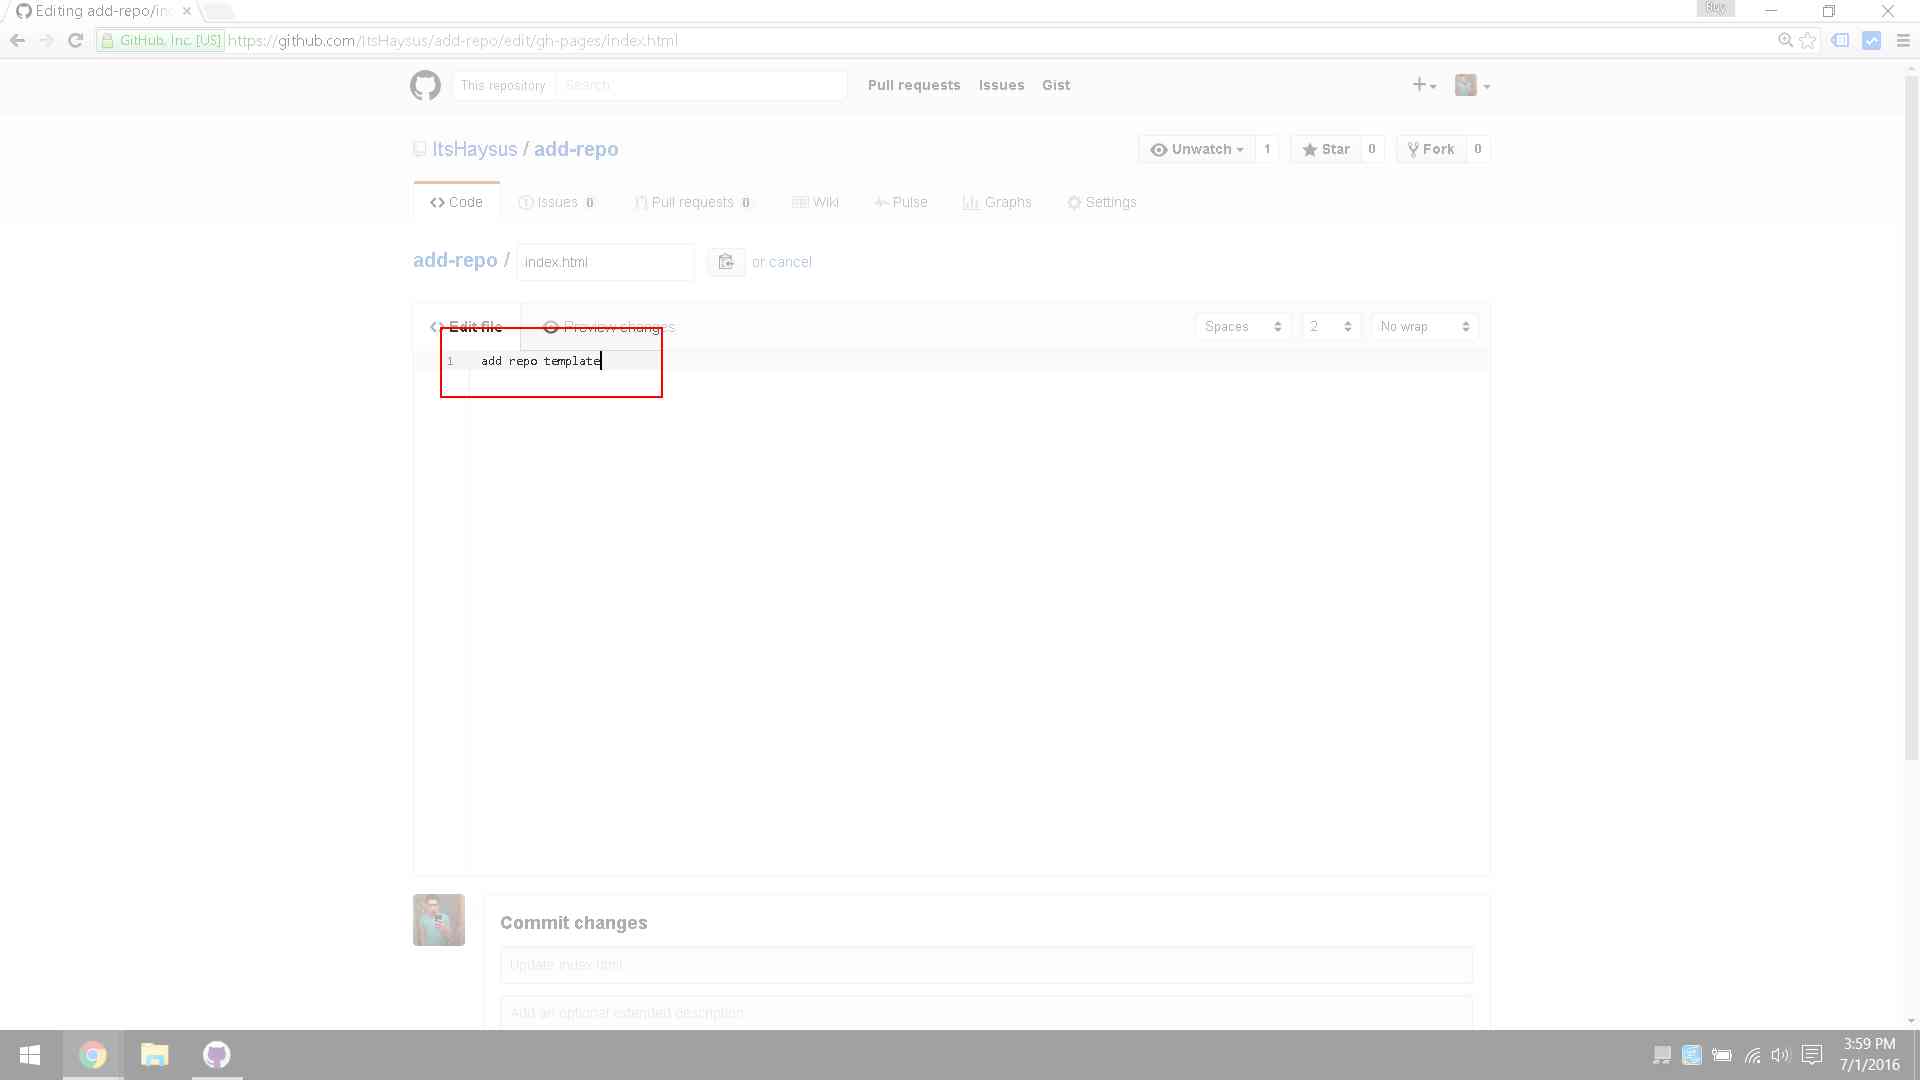 Editing add-repo/in
Buy
GitHub, Inc. [US] https://github.com/ItsHaysus/add-repo/edit/gh-pages/index.html
This repository Search Pull requests Issues Gist
ItsHaysus / add-repo Unwatch 1 Star 0 Fork 0
Code Issues 0 Pull requests 0 Wiki Pulse Graphs Settings
add-repo / index.html or cancel
Edit file Preview changes Spaces 2 No wrap
1 add repo template
Commit changes
Update index.html
Add an optional extended description
3:59 PM
7/1/2016